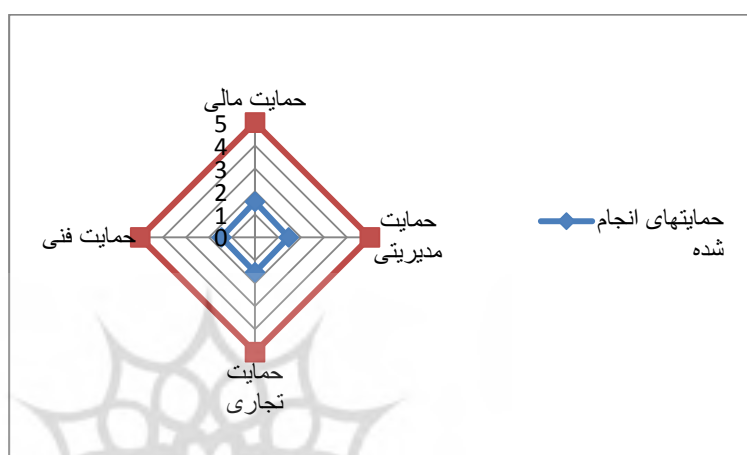 حمایت مالی
5
4
3
2
1
0
حمایت
مدیریتی
حمایت فنی
حمایت
تجاری
حمایتهای انجام
شده